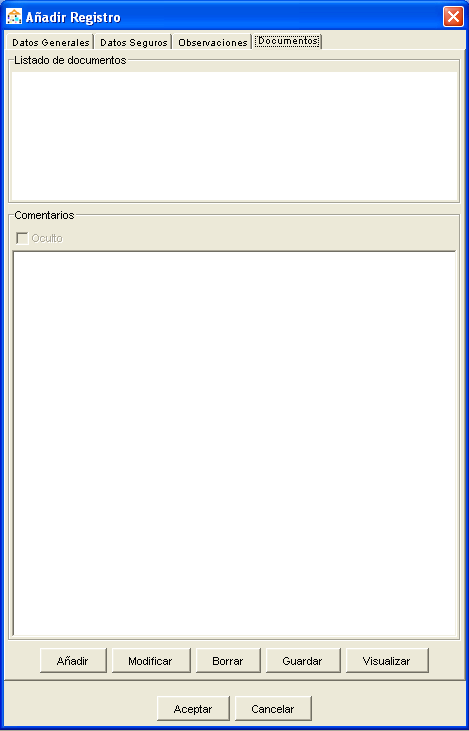 Añadir Registro
Datos Generales Datos Seguros Observaciones Documentos
Listado de documentos
Comentarios
Oculto
Añadir Modificar Borrar Guardar Visualizar
Aceptar Cancelar